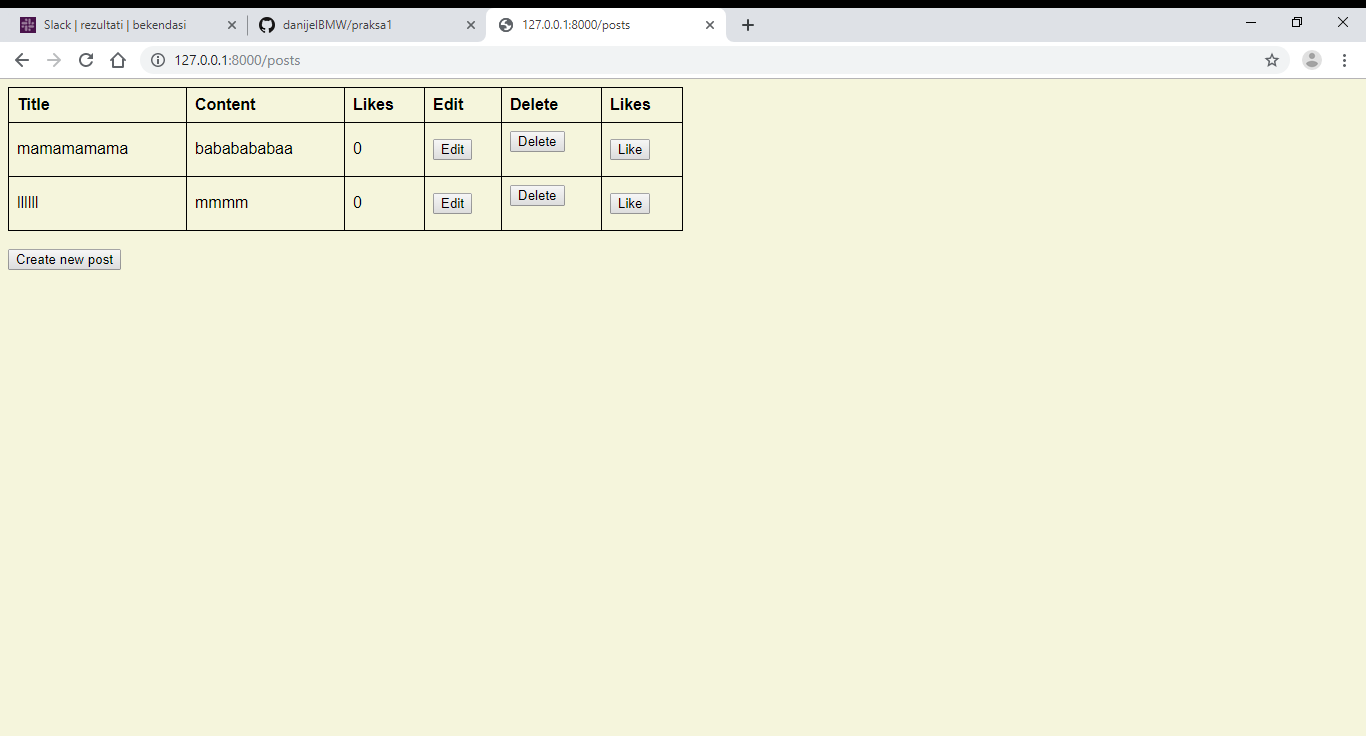 Slack | rezultati | bekendasi
danijelBMW/praksa1
127.0.0.1:8000/posts
127.0.0.1:8000/posts
Title Content Likes Edit Delete Likes
mamamamama bababababaa 0 Edit Delete Like
llllll mmmm 0 Edit Delete Like
Create new post